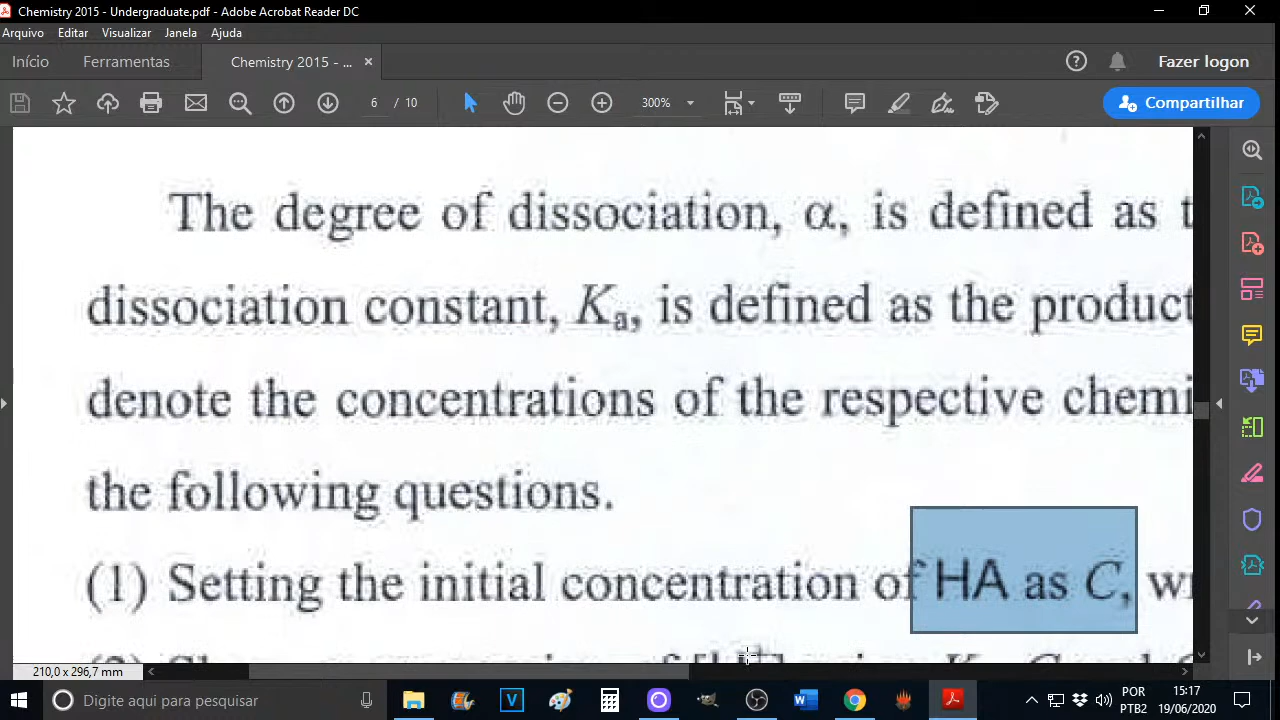 Chemistry 2015 - Undergraduate.pdf - Adobe Acrobat Reader DC
Arquivo Editar Visualizar Janela Ajuda
Início Ferramentas Chemistry 2015 - ... × Fazer logon
6 / 10 300% Compartilhar
The degree of dissociation, α, is defined as t
dissociation constant, Ka, is defined as the product
denote the concentrations of the respective chemi
the following questions.
(1) Setting the initial concentration of HA as C, wr
210,0 x 296,7 mm
Digite aqui para pesquisar
POR 15:17
PTB2 19/06/2020